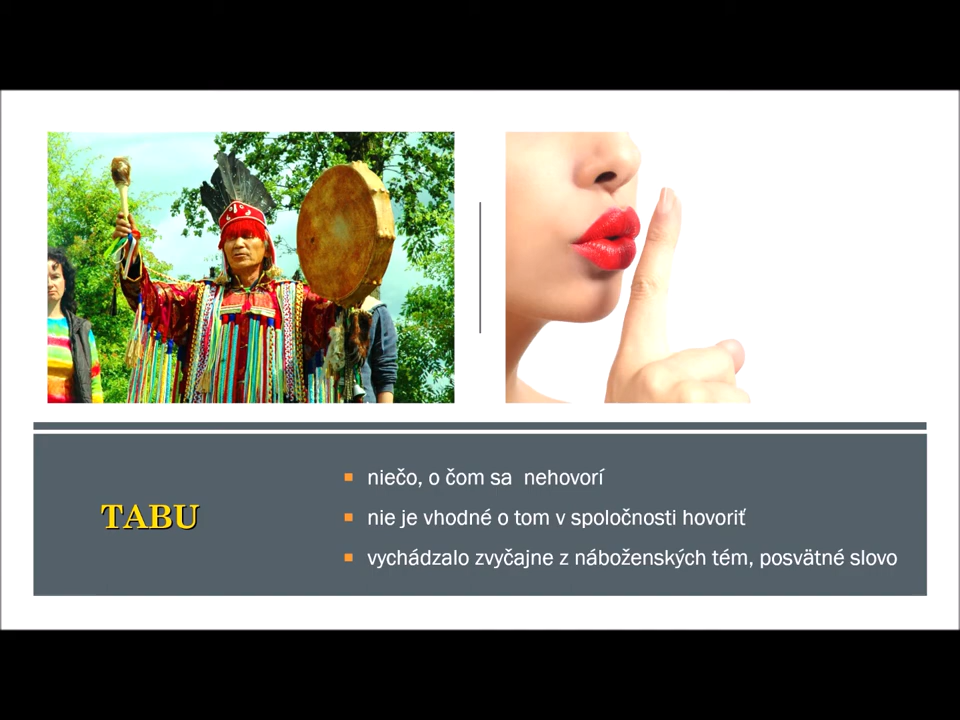 TABU
niečo, o čom sa  nehovorí
nie je vhodné o tom v spoločnosti hovoriť
vychádzalo zvyčajne z náboženských tém, posvätné slovo